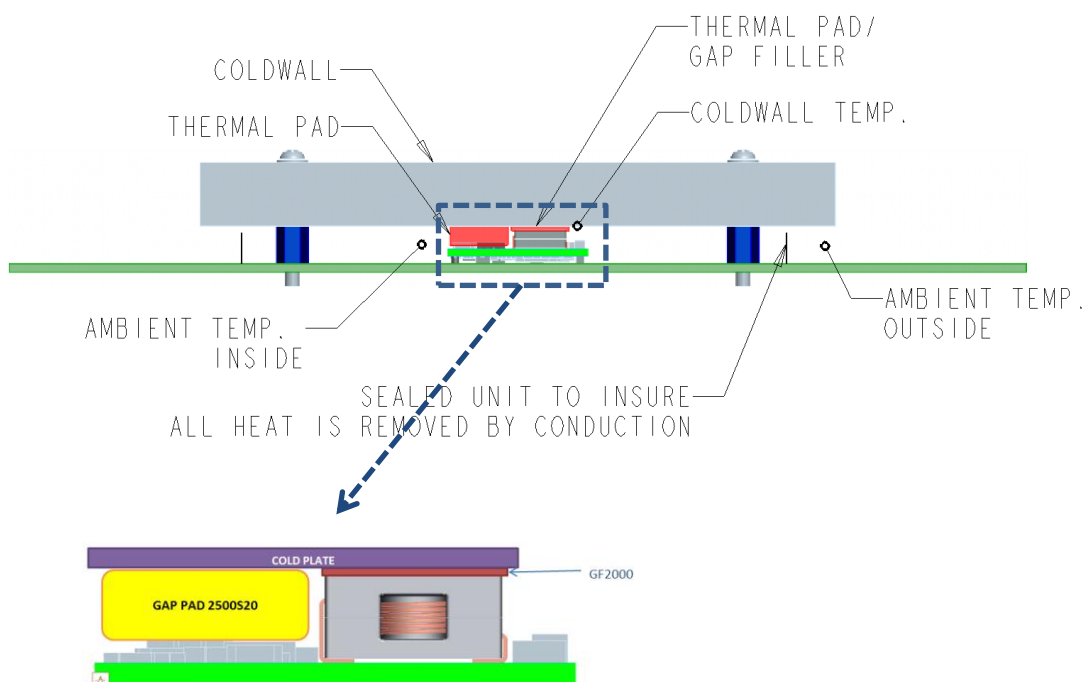 THERMAL PAD/
GAP FILLER
COLDWALL
COLDWALL TEMP.
THERMAL PAD
AMBIENT TEMP.
INSIDE
AMBIENT TEMP.
OUTSIDE
SEALED UNIT TO INSURE
ALL HEAT IS REMOVED BY CONDUCTION
COLD PLATE
GF2000
GAP PAD 2500S20